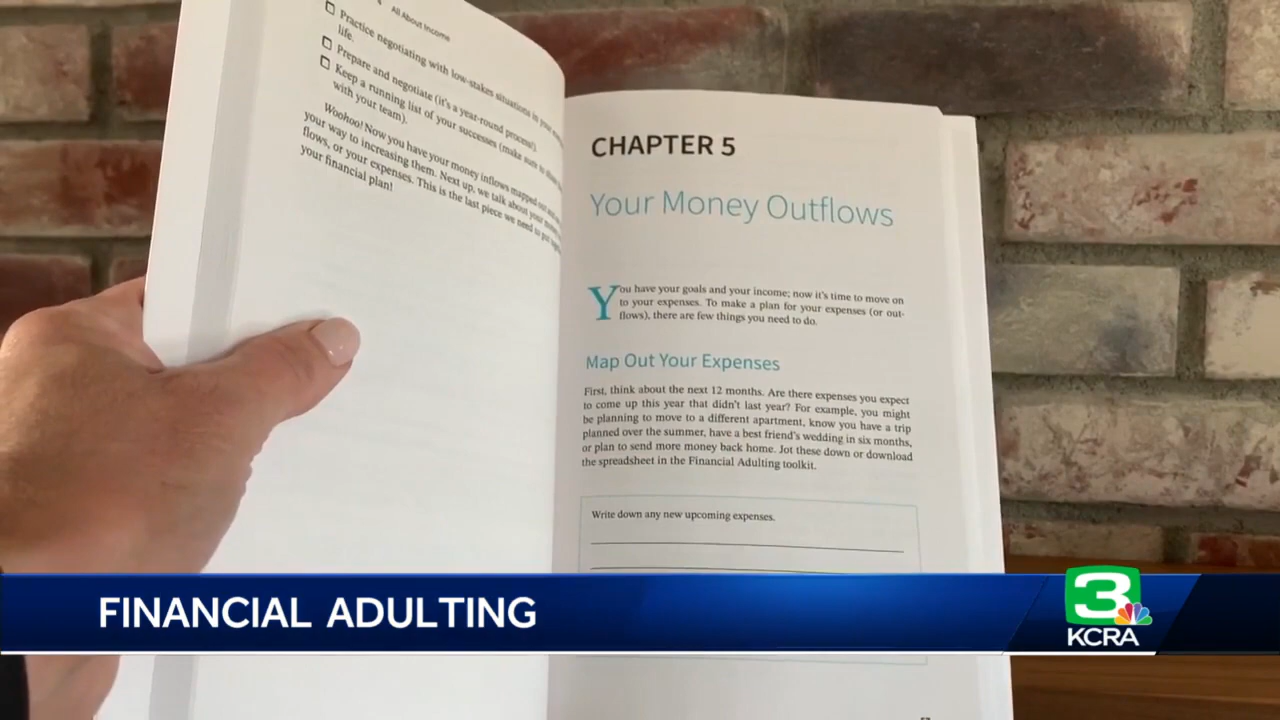 All About Income
Practice negotiating with low-stakes situations in your
life.
Prepare and negotiate (it's a year-round process!).
Keep a running list of your successes (make sure to
with your team).
Woohoo! Now you have your money inflows mapped out
your way to increasing them. Next up, we talk about your money
flows, or your expenses. This is the last piece we need to put
your financial plan!
CHAPTER 5
Your Money Outflows
You have your goals and your income; now it's time to move on
to your expenses. To make a plan for your expenses (or out-
flows), there are few things you need to do.
Map Out Your Expenses
First, think about the next 12 months. Are there expenses you expect
to come up this year that didn't last year? For example, you might
be planning to move to a different apartment, know you have a trip
planned over the summer, have a best friend's wedding in six months,
or plan to send more money back home. Jot these down or download
the spreadsheet in the Financial Adulting toolkit.
Write down any new upcoming expenses.
FINANCIAL ADULTING
3
KCRA